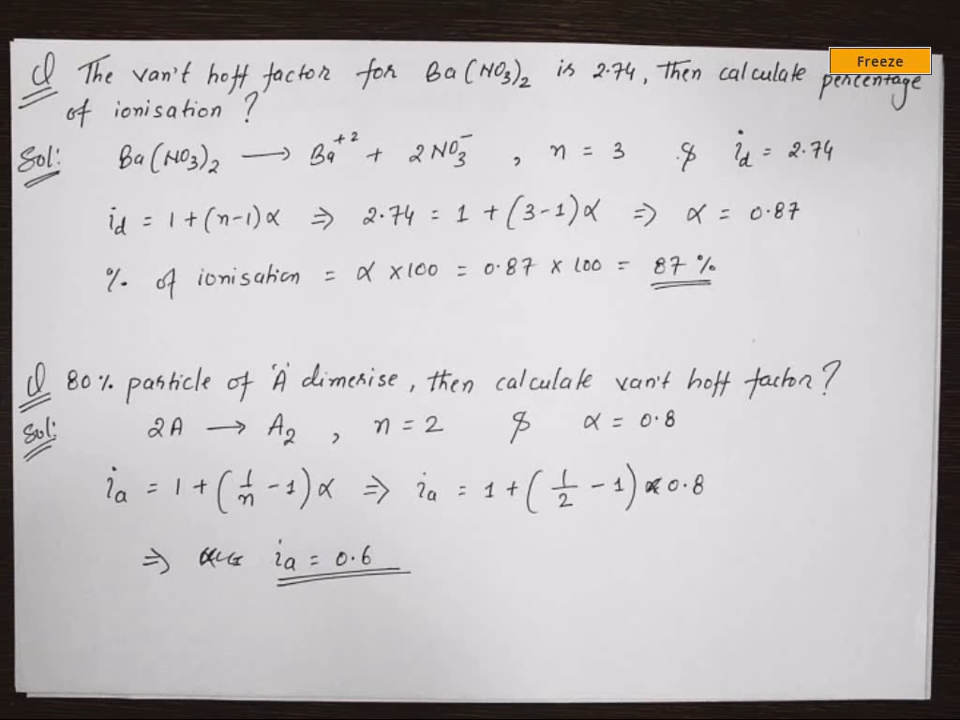 Freeze
Q The van't hoff factor for Ba(NO3)2 is 2.74, then calculate percentage
of ionisation ?
Sol: Ba(NO3)2 → Ba+2 + 2NO3- , n = 3 & id = 2.74
id = 1+(n-1)α ⇒ 2.74 = 1 + (3-1)α ⇒ α = 0.87
% of ionisation = α ×100 = 0.87 × 100 = 87 %
Q 80% particle of 'A' dimerise, then calculate van't hoff factor?
Sol: 2A → A2 , n = 2 & α = 0.8
ia = 1+(1/n -1)α ⇒ ia = 1+(1/2 -1)×0.8
⇒ ia = 0.6